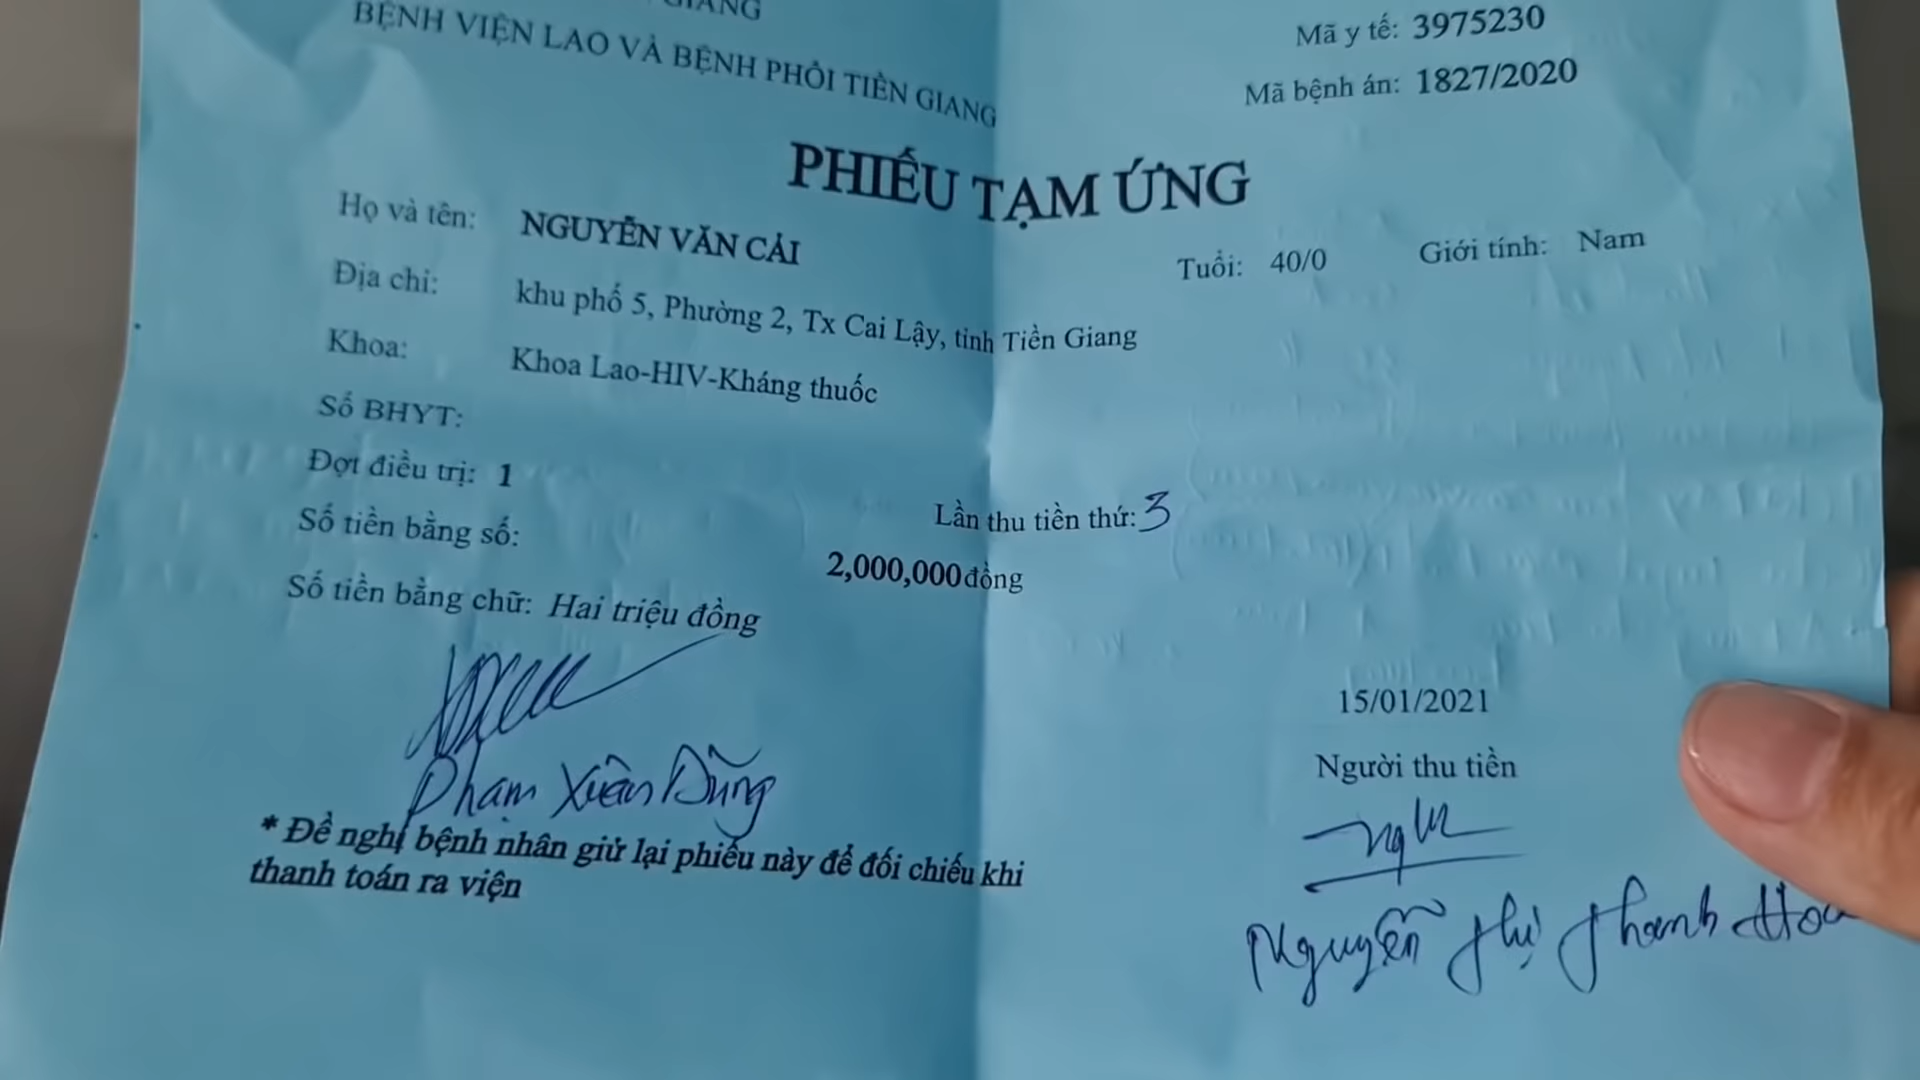 GIANG
BỆNH VIỆN LAO VÀ BỆNH PHỔI TIỀN GIANG
Mã y tế: 3975230
Mã bệnh án: 1827/2020
PHIẾU TẠM ỨNG
Họ và tên: NGUYỄN VĂN CẢI
Tuổi: 40/0 Giới tính: Nam
Địa chỉ: khu phố 5, Phường 2, Tx Cai Lậy, tỉnh Tiền Giang
Khoa: Khoa Lao-HIV-Kháng thuốc
Số BHYT:
Đợt điều trị: 1
Lần thu tiền thứ: 3
Số tiền bằng số: 2,000,000đồng
Số tiền bằng chữ: Hai triệu đồng
15/01/2021
Người thu tiền
Phạm Xuân Dũng
Nguyễn Thị Thanh
* Đề nghị bệnh nhân giữ lại phiếu này để đối chiếu khi
thanh toán ra viện